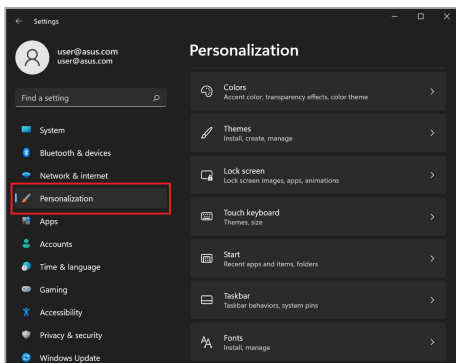 Settings
user@asus.com
user@asus.com
Find a setting
System
Bluetooth & devices
Network & internet
Personalization
Apps
Accounts
Time & language
Gaming
Accessibility
Privacy & security
Windows Update
Personalization
Colors
Accent color, transparency effects, color theme
Themes
Install, create, manage
Lock screen
Lock screen images, apps, animations
Touch keyboard
Themes, size
Start
Recent apps and items, folders
Taskbar
Taskbar behaviors, system pins
Fonts
Install, manage